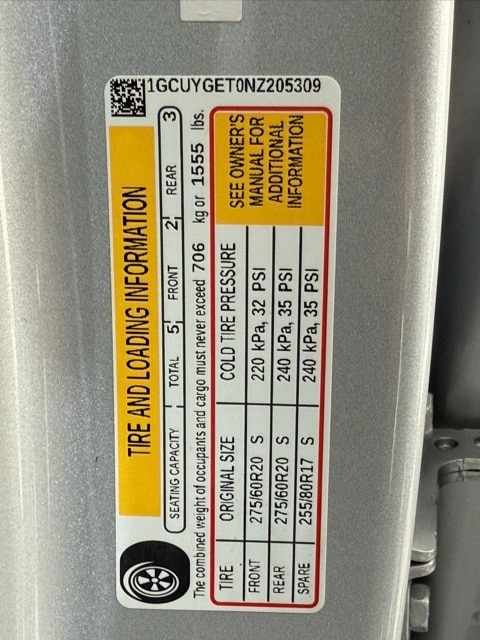 1GCUYGET0NZ205309
TIRE AND LOADING INFORMATION
SEATING CAPACITY TOTAL 5 FRONT 2 REAR 3
The combined weight of occupants and cargo must never exceed 706 kg or 1555 lbs.
TIRE ORIGINAL SIZE COLD TIRE PRESSURE
FRONT 275/60R20 S 220 kPa, 32 PSI
REAR 275/60R20 S 240 kPa, 35 PSI
SPARE 255/80R17 S 240 kPa, 35 PSI
SEE OWNER'S
MANUAL FOR
ADDITIONAL
INFORMATION